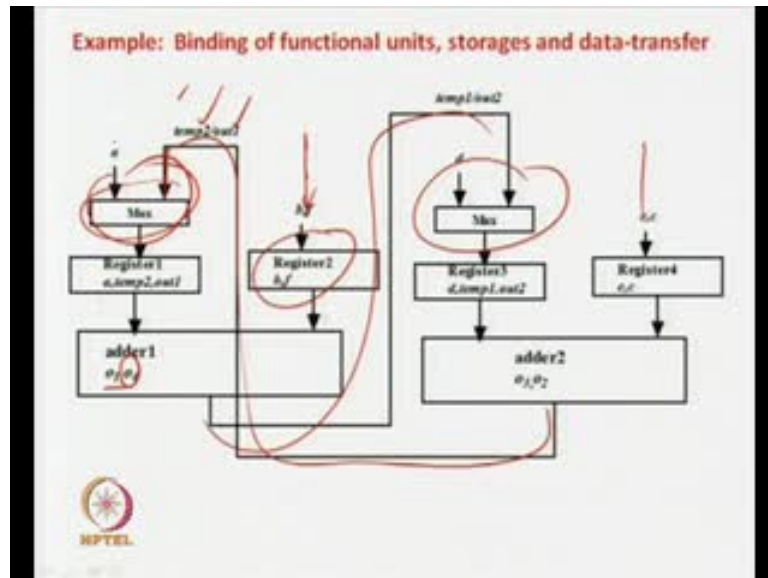 Example: Binding of functional units, storages and data-transfer
temp1/out2
temp2/out1
a
d
Mux
Mux
Register1
a,temp2,out1
Register2
b,f
Register3
d,temp1,out2
Register4
adder1
adder2
NPTEL